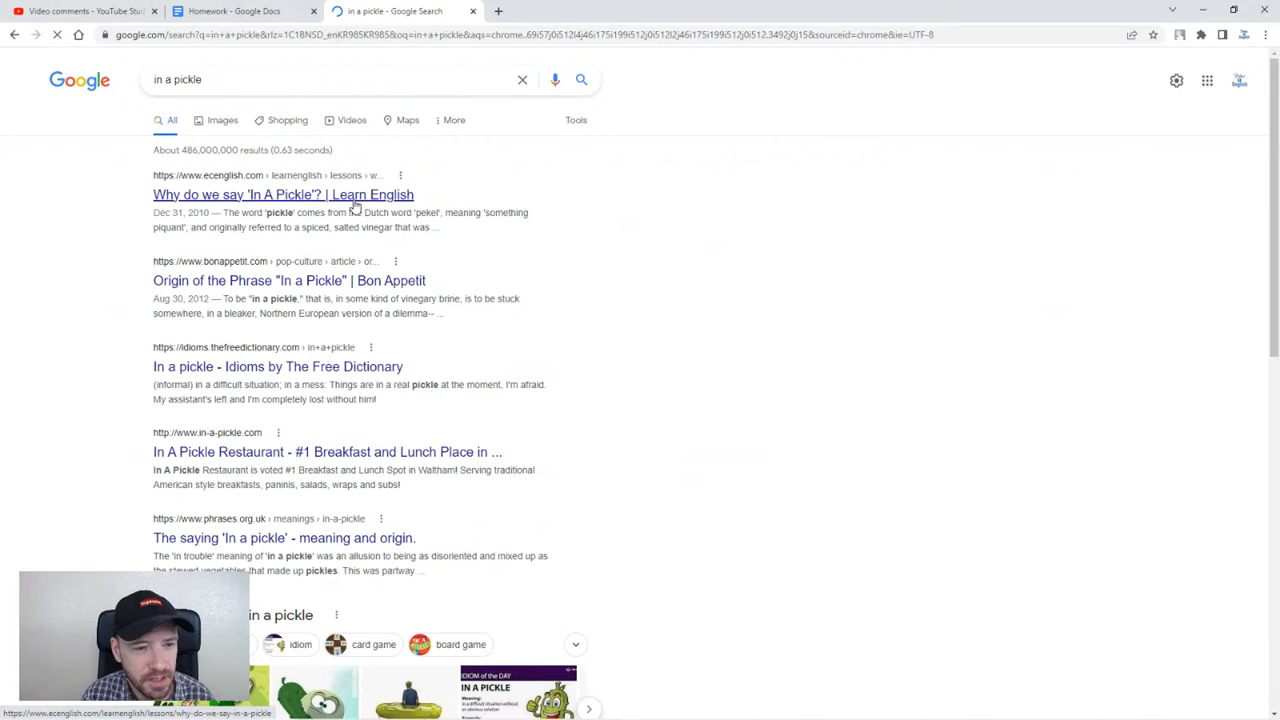 Video comments - YouTube Stud
Homework - Google Docs
in a pickle - Google Search
google.com/search?q=in+a+pickle&rlz=1C1BNSD_enKR985KR985&oq=in+a+pickle&aqs=chrome..69i57j0i512l4j46i175i199i512j0i512l2j46i175i199i512j0i512.3492j0j15&sourceid=chrome&ie=UTF-8
Google
in a pickle
All
Images
Shopping
Videos
Maps
More
Tools
About 486,000,000 results (0.63 seconds)
https://www.ecenglish.com › learnenglish › lessons › w...
Why do we say 'In A Pickle'? | Learn English
Dec 31, 2010 — The word 'pickle' comes from Dutch word 'pekel', meaning 'something
piquant', and originally referred to a spiced, salted vinegar that was ...
https://www.bonappetit.com › pop-culture › article › or...
Origin of the Phrase "In a Pickle" | Bon Appetit
Aug 30, 2012 — To be "in a pickle," that is, in some kind of vinegary brine, is to be stuck
somewhere, in a bleaker, Northern European version of a dilemma-- ...
https://idioms.thefreedictionary.com › in+a+pickle
In a pickle - Idioms by The Free Dictionary
(informal) in a difficult situation; in a mess: Things are in a real pickle at the moment, I'm afraid.
My assistant's left and I'm completely lost without him!
http://www.in-a-pickle.com
In A Pickle Restaurant - #1 Breakfast and Lunch Place in ...
In A Pickle Restaurant is voted #1 Breakfast and Lunch Spot in Waltham! Serving traditional
American style breakfasts, paninis, salads, wraps and subs!
https://www.phrases.org.uk › meanings › in-a-pickle
The saying 'In a pickle' - meaning and origin.
The 'in trouble' meaning of 'in a pickle' was an allusion to being as disoriented and mixed up as
the stewed vegetables that made up pickles. This was partway ...
in a pickle
idiom
card game
board game
IDIOM of the DAY
IN A PICKLE
Meaning:
https://www.ecenglish.com/learnenglish/lessons/why-do-we-say-in-a-pickle